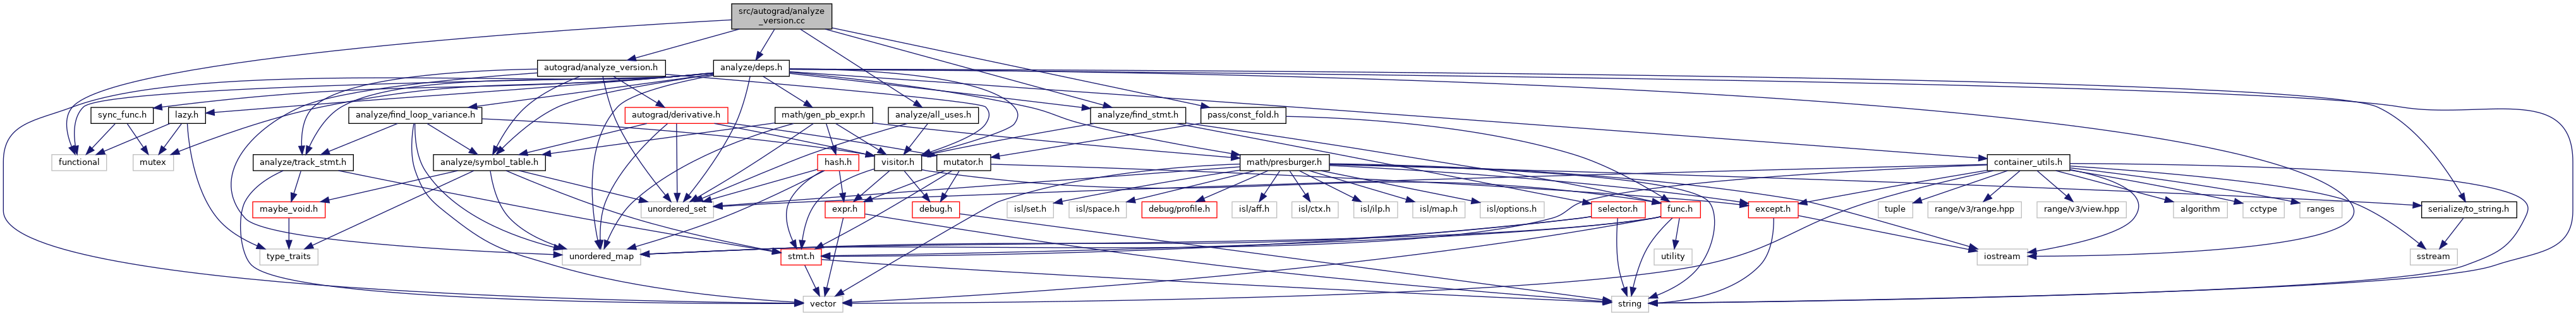 src/autograd/analyze
_version.cc
autograd/analyze_version.h
analyze/deps.h
sync_func.h
lazy.h
analyze/find_loop_variance.h
autograd/derivative.h
math/gen_pb_expr.h
analyze/all_uses.h
analyze/find_stmt.h
pass/const_fold.h
functional
mutex
analyze/track_stmt.h
analyze/symbol_table.h
hash.h
visitor.h
mutator.h
math/presburger.h
container_utils.h
maybe_void.h
unordered_set
expr.h
debug.h
isl/set.h
isl/space.h
debug/profile.h
isl/aff.h
isl/ctx.h
isl/ilp.h
isl/map.h
isl/options.h
selector.h
func.h
except.h
tuple
range/v3/range.hpp
range/v3/view.hpp
algorithm
cctype
ranges
serialize/to_string.h
type_traits
unordered_map
stmt.h
utility
iostream
sstream
vector
string